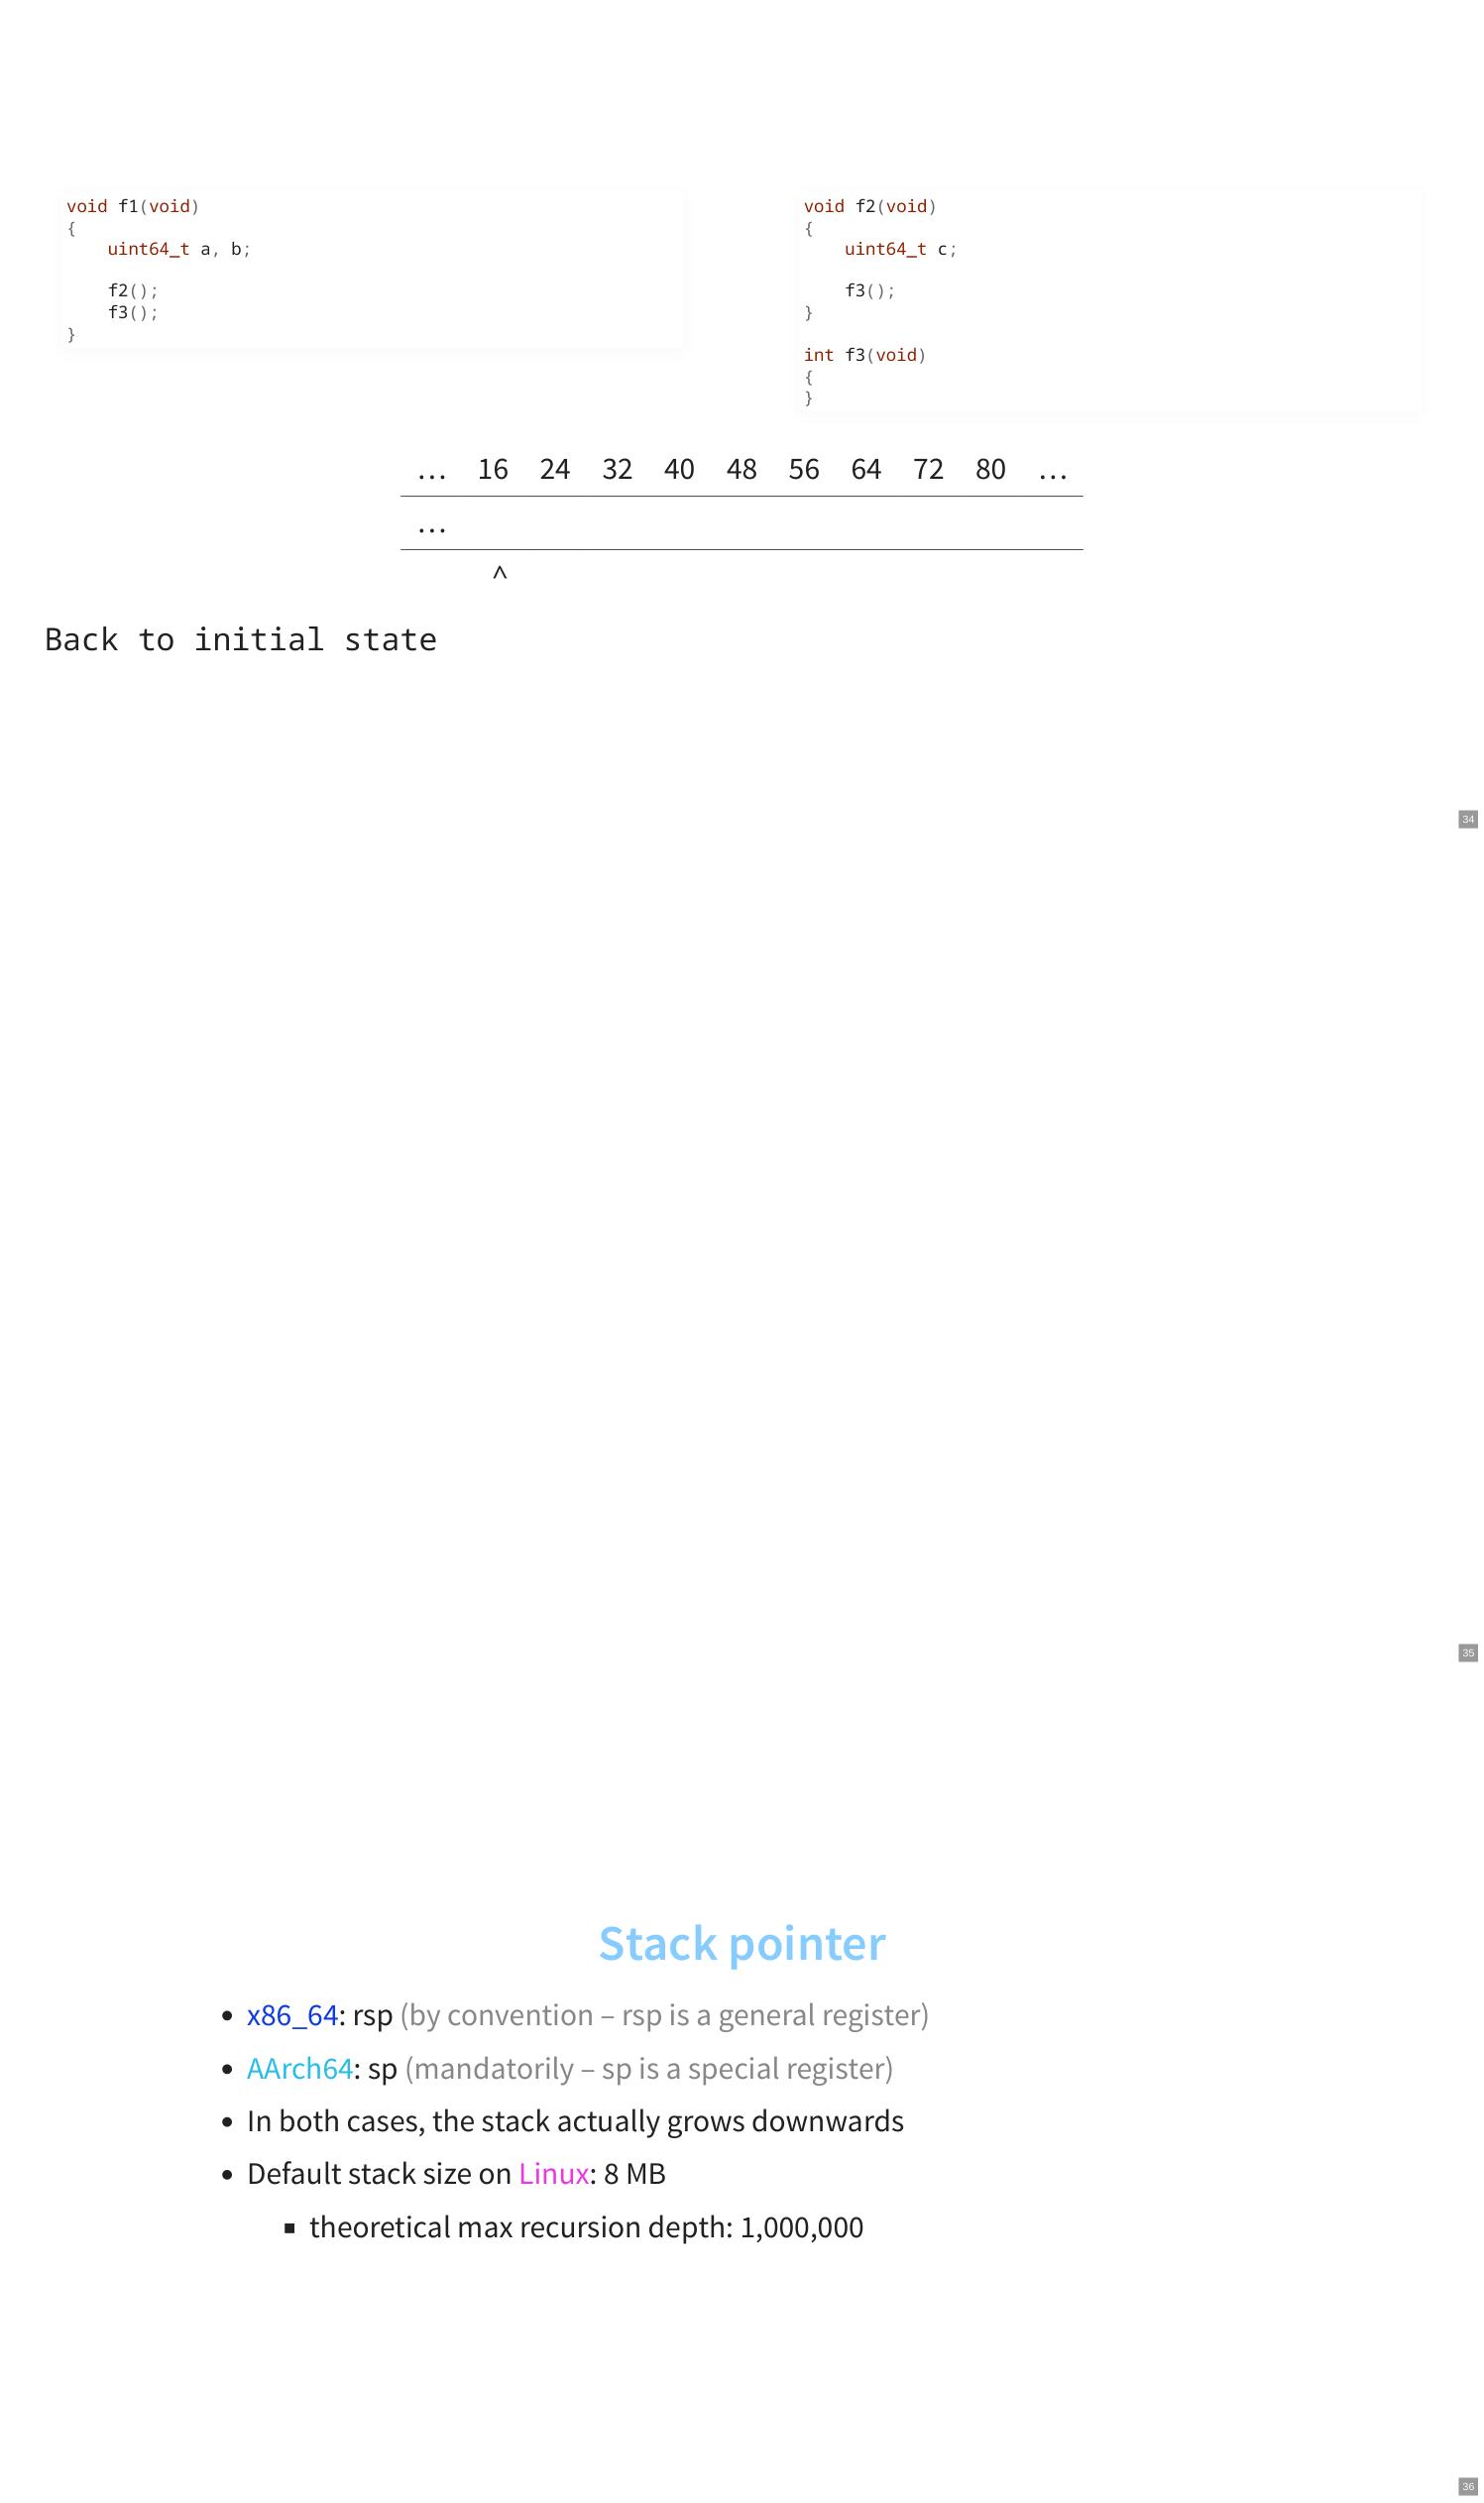 void f1(void)
{
    uint64_t a, b;

    f2();
    f3();
}
void f2(void)
{
    uint64_t c;

    f3();
}

int f3(void)
{
}
… 16 24 32 40 48 56 64 72 80 …
…
^
Back to initial state
34
35
Stack pointer
• x86_64: rsp (by convention – rsp is a general register)
• AArch64: sp (mandatorily – sp is a special register)
• In both cases, the stack actually grows downwards
• Default stack size on Linux: 8 MB
▪ theoretical max recursion depth: 1,000,000
36